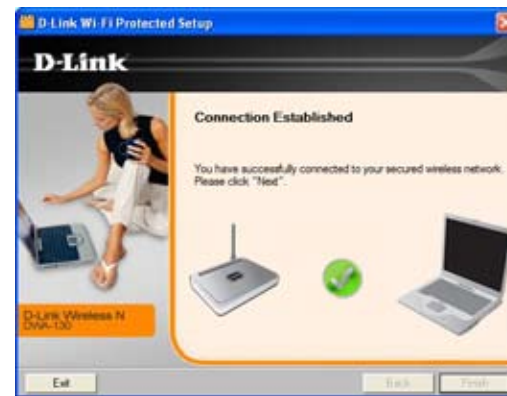 D-Link Wi-Fi Protected Setup
D-Link
Connection Established
You have successfully connected to your secured wireless network.
Please click "Next".
D-Link Wireless N
DWA-130
Exit
Back
Finish